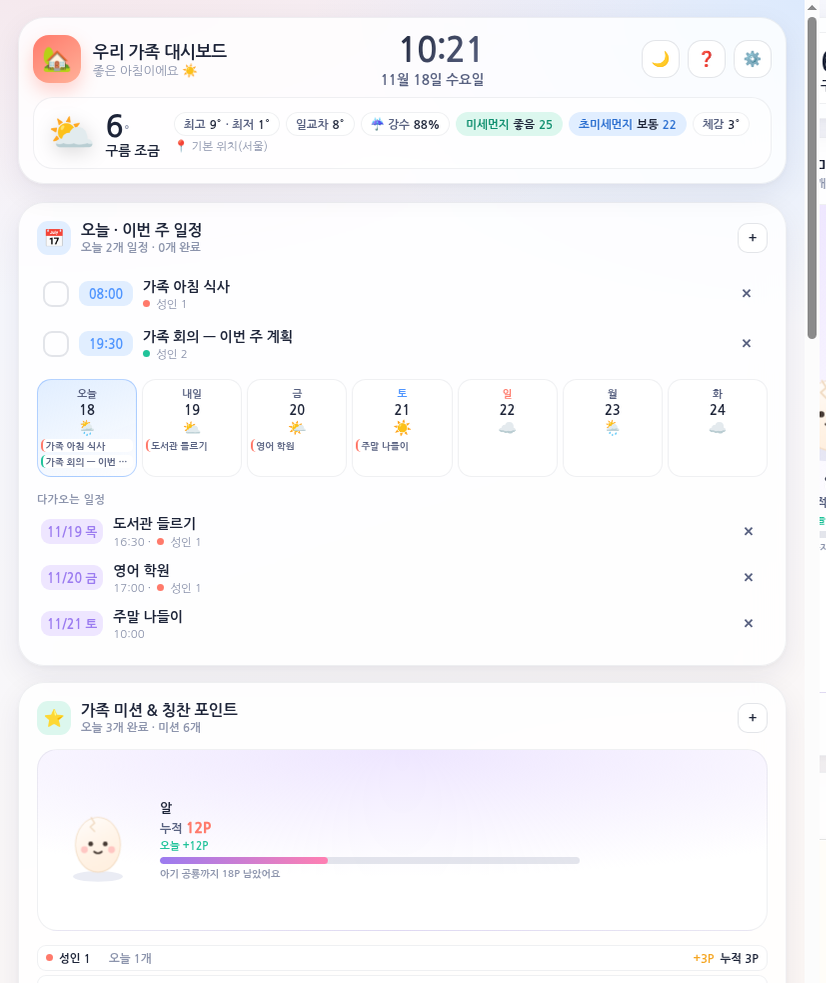 우리 가족 대시보드
좋은 아침이에요 ☀️
10:21
11월 18일 수요일
6°
구름 조금
최고 9° · 최저 1°
일교차 8°
☔ 강수 88%
미세먼지 좋음 25
초미세먼지 보통 22
체감 3°
📍 기본 위치(서울)
오늘 · 이번 주 일정
오늘 2개 일정 · 0개 완료
+
08:00
가족 아침 식사
성인 1
×
19:30
가족 회의 — 이번 주 계획
성인 2
×
오늘
18
가족 아침 식사
가족 회의 — 이번 ···
내일
19
도서관 들르기
금
20
영어 학원
토
21
주말 나들이
일
22
월
23
화
24
다가오는 일정
11/19 목
도서관 들르기
16:30 · 성인 1
×
11/20 금
영어 학원
17:00 · 성인 1
×
11/21 토
주말 나들이
10:00
×
가족 미션 & 칭찬 포인트
오늘 3개 완료 · 미션 6개
+
알
누적 12P
오늘 +12P
아기 공룡까지 18P 남았어요
성인 1 오늘 1개
+3P 누적 3P